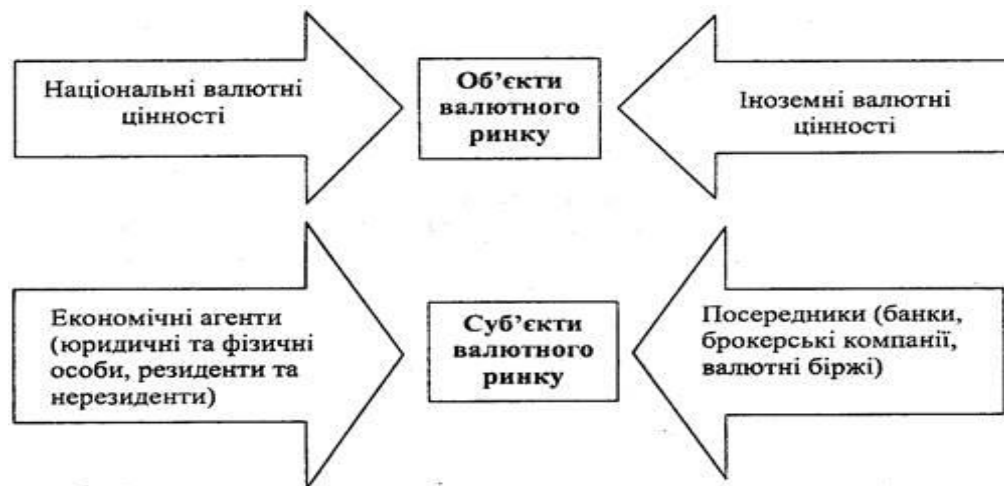 Національні валютні
цінності
Об’єкти
валютного
ринку
Іноземні валютні
цінності
Економічні агенти
(юридичні та фізичні
особи, резиденти та
нерезиденти)
Суб’єкти
валютного
ринку
Посередники (банки,
брокерські компанії,
валютні біржі)